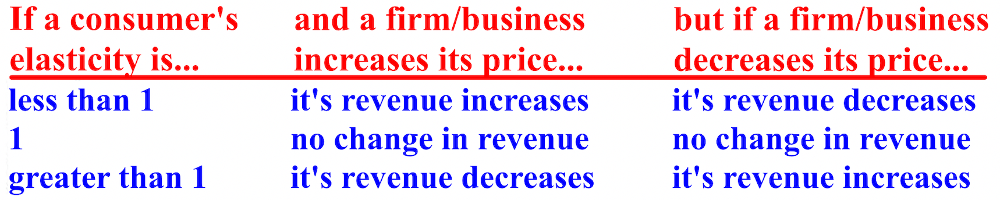 If a consumer's and a firm/business but if a firm/business
elasticity is... increases its price... decreases its price...
less than 1 it's revenue increases it's revenue decreases
1 no change in revenue no change in revenue
greater than 1 it's revenue decreases it's revenue increases